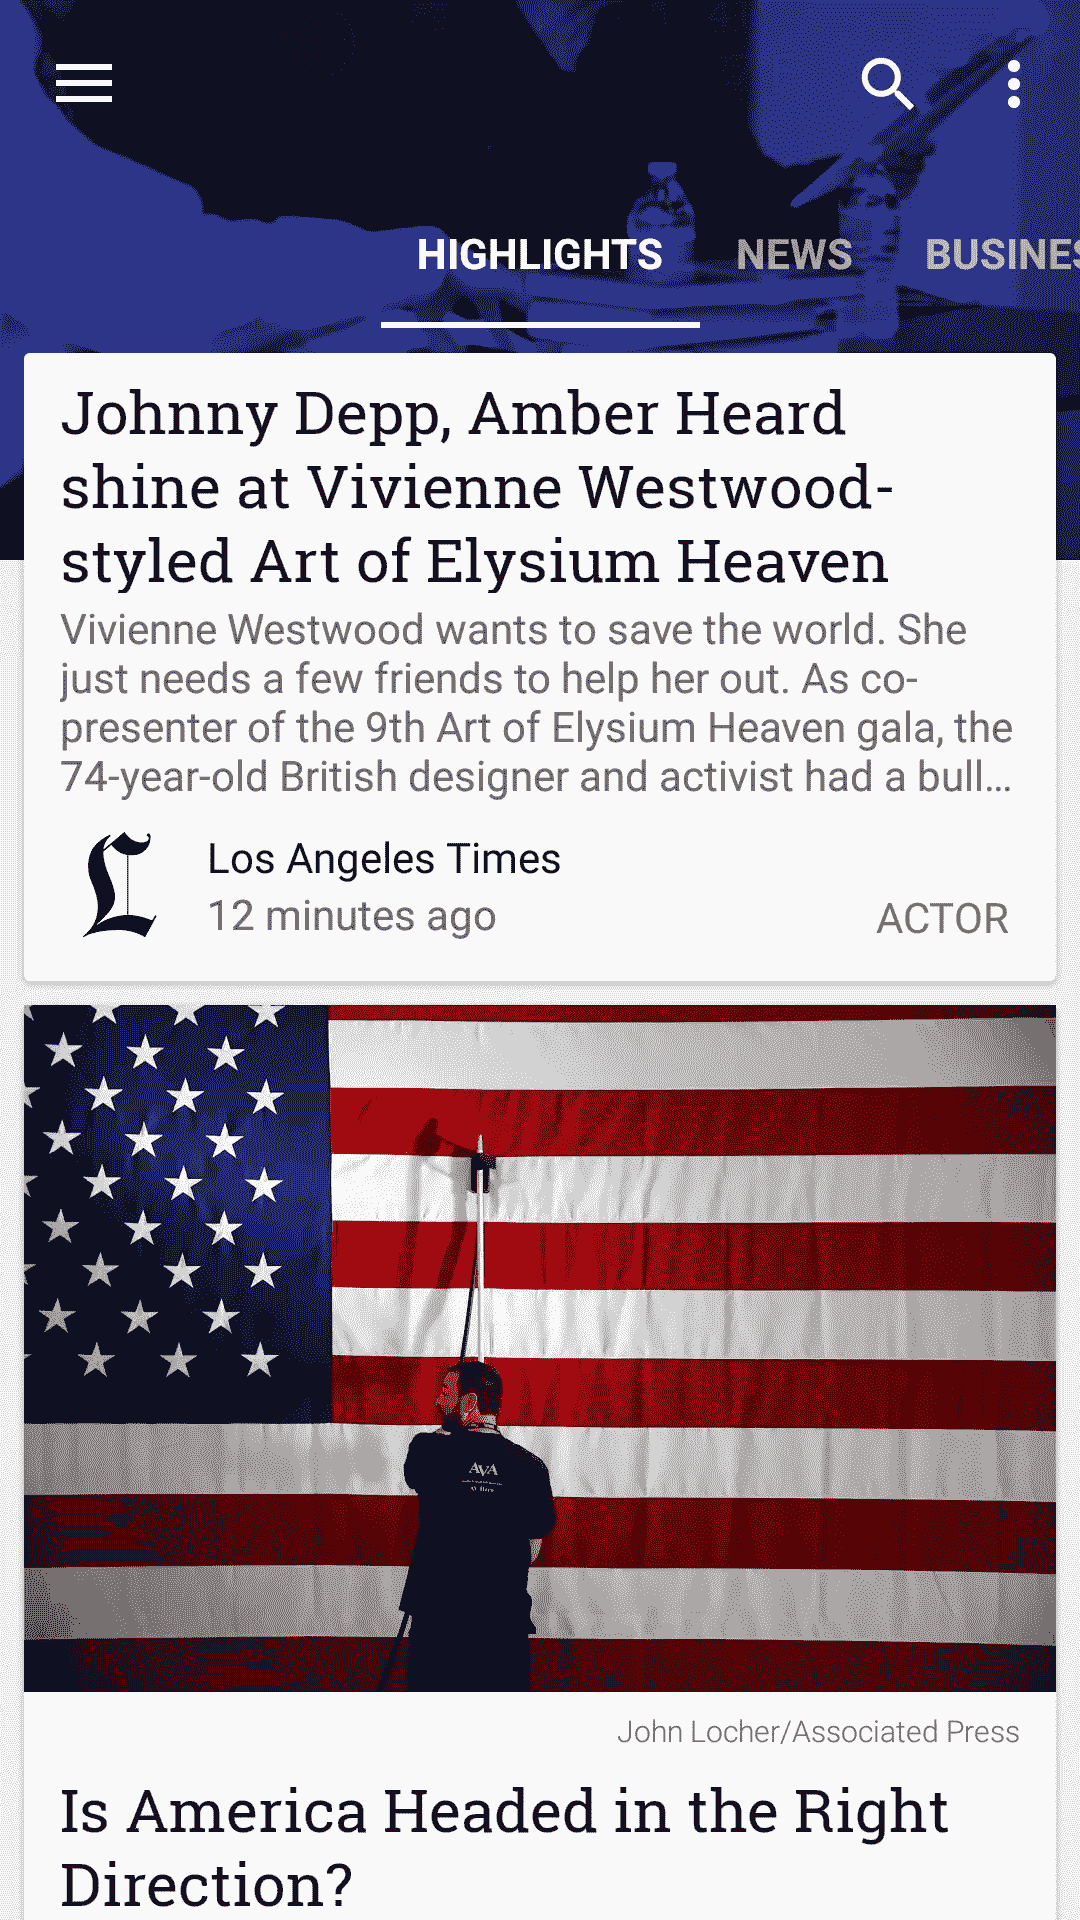 HIGHLIGHTS NEWS BUSINES
Johnny Depp, Amber Heard
shine at Vivienne Westwood-
styled Art of Elysium Heaven
Vivienne Westwood wants to save the world. She
just needs a few friends to help her out. As co-
presenter of the 9th Art of Elysium Heaven gala, the
74-year-old British designer and activist had a bull...
L
Los Angeles Times
12 minutes ago
ACTOR
AVA
John Locher/Associated Press
Is America Headed in the Right
Direction?